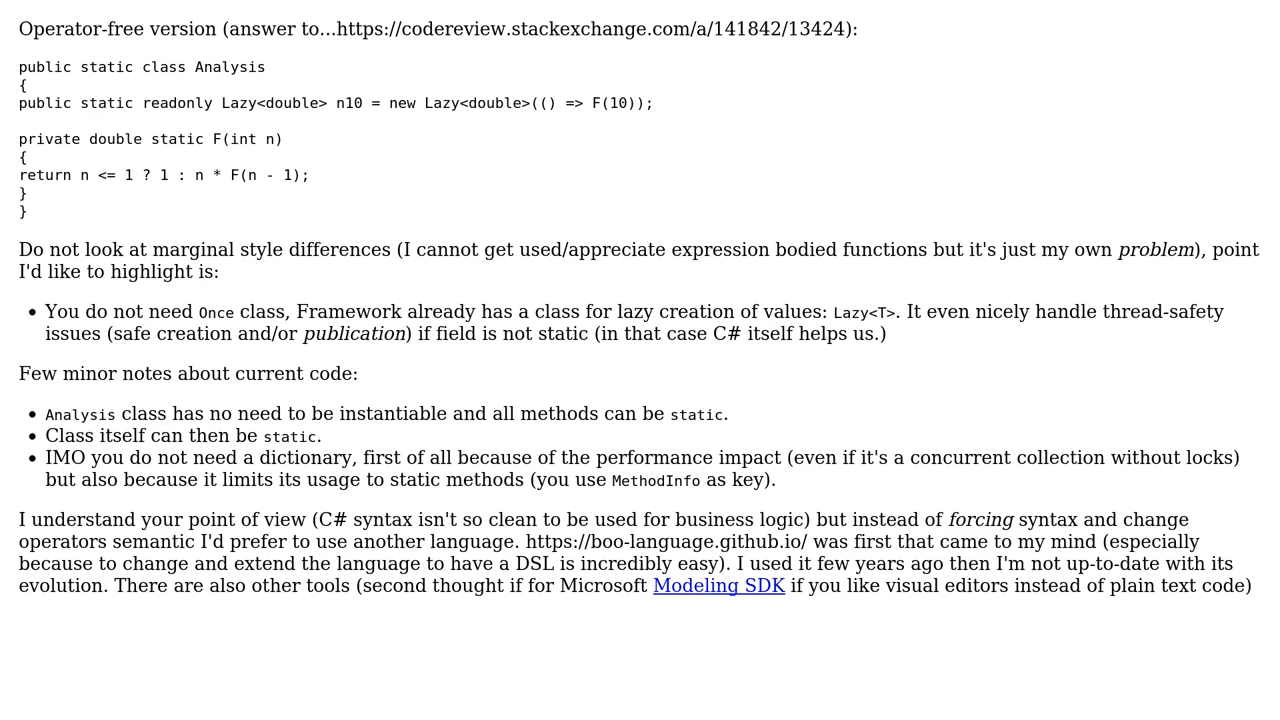 Operator-free version (answer to...https://codereview.stackexchange.com/a/141842/13424):
public static class Analysis
{
public static readonly Lazy<double> n10 = new Lazy<double>(() => F(10));
private double static F(int n)
{
return n <= 1 ? 1 : n * F(n - 1);
}
}
Do not look at marginal style differences (I cannot get used/appreciate expression bodied functions but it's just my own problem), point
I'd like to highlight is:
• You do not need Once class, Framework already has a class for lazy creation of values: Lazy<T>. It even nicely handle thread-safety
issues (safe creation and/or publication) if field is not static (in that case C# itself helps us.)
Few minor notes about current code:
• Analysis class has no need to be instantiable and all methods can be static.
• Class itself can then be static.
• IMO you do not need a dictionary, first of all because of the performance impact (even if it's a concurrent collection without locks)
but also because it limits its usage to static methods (you use MethodInfo as key).
I understand your point of view (C# syntax isn't so clean to be used for business logic) but instead of forcing syntax and change
operators semantic I'd prefer to use another language. https://boo-language.github.io/ was first that came to my mind (especially
because to change and extend the language to have a DSL is incredibly easy). I used it few years ago then I'm not up-to-date with its
evolution. There are also other tools (second thought if for Microsoft Modeling SDK if you like visual editors instead of plain text code)